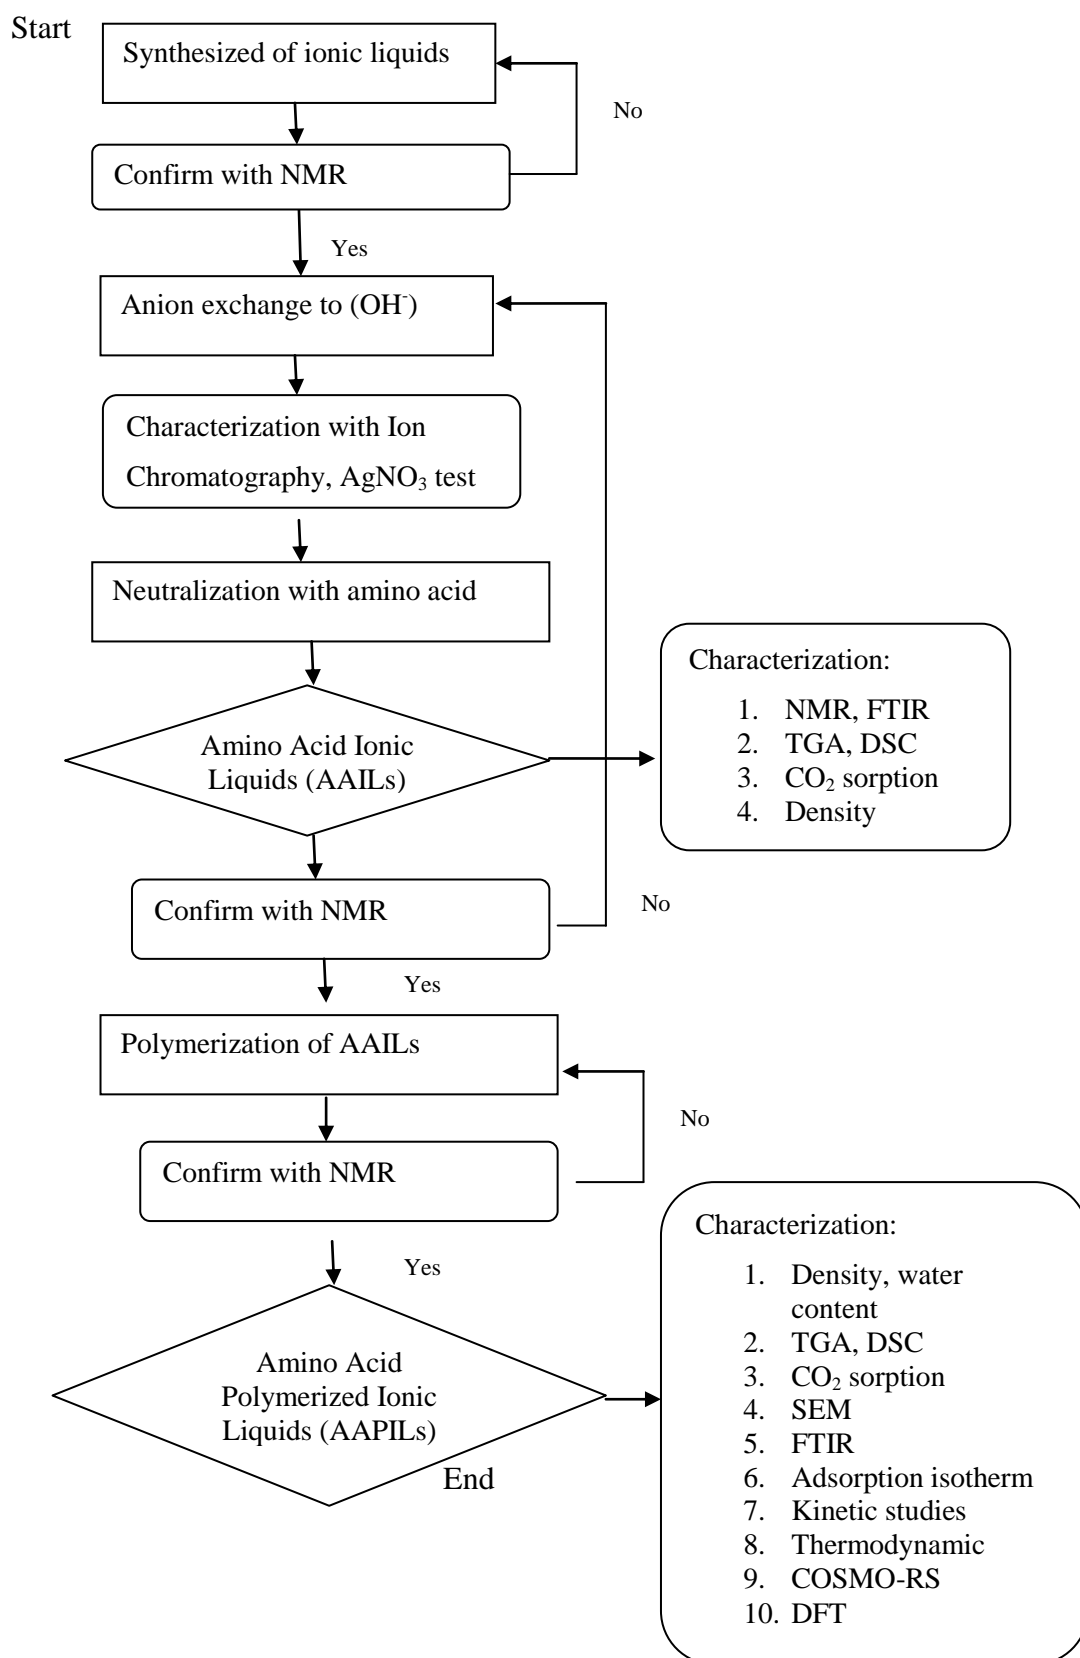 Start
Synthesized of ionic liquids
No
Confirm with NMR
Yes
Anion exchange to (OH⁻)
Characterization with Ion
Chromatography, AgNO₃ test
Neutralization with amino acid
Characterization:
1. NMR, FTIR
2. TGA, DSC
3. CO₂ sorption
4. Density
Amino Acid Ionic
Liquids (AAILs)
Confirm with NMR
No
Yes
Polymerization of AAILs
No
Confirm with NMR
Yes
Amino Acid
Polymerized Ionic
Liquids (AAPILs)
End
Characterization:
1. Density, water
content
2. TGA, DSC
3. CO₂ sorption
4. SEM
5. FTIR
6. Adsorption isotherm
7. Kinetic studies
8. Thermodynamic
9. COSMO-RS
10. DFT